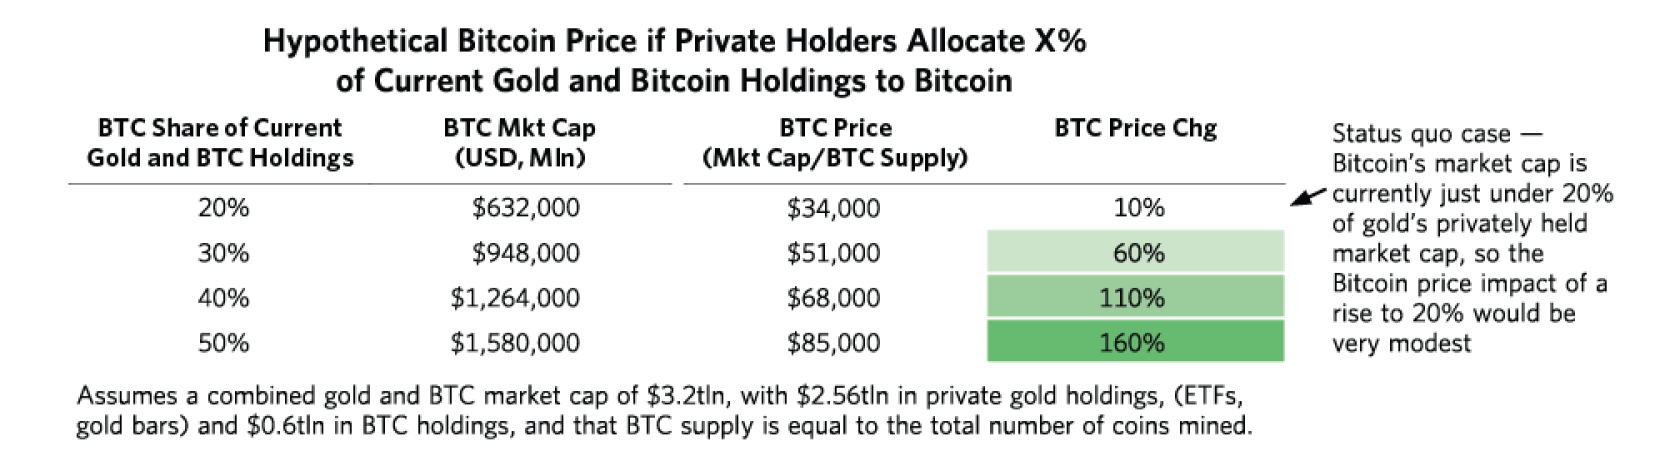 Hypothetical Bitcoin Price if Private Holders Allocate X%
of Current Gold and Bitcoin Holdings to Bitcoin
BTC Share of Current
Gold and BTC Holdings
BTC Mkt Cap
(USD, Mln)
BTC Price
(Mkt Cap/BTC Supply)
BTC Price Chg
20% $632,000 $34,000 10%
30% $948,000 $51,000 60%
40% $1,264,000 $68,000 110%
50% $1,580,000 $85,000 160%
Status quo case —
Bitcoin's market cap is
currently just under 20%
of gold's privately held
market cap, so the
Bitcoin price impact of a
rise to 20% would be
very modest
Assumes a combined gold and BTC market cap of $3.2tln, with $2.56tln in private gold holdings, (ETFs,
gold bars) and $0.6tln in BTC holdings, and that BTC supply is equal to the total number of coins mined.